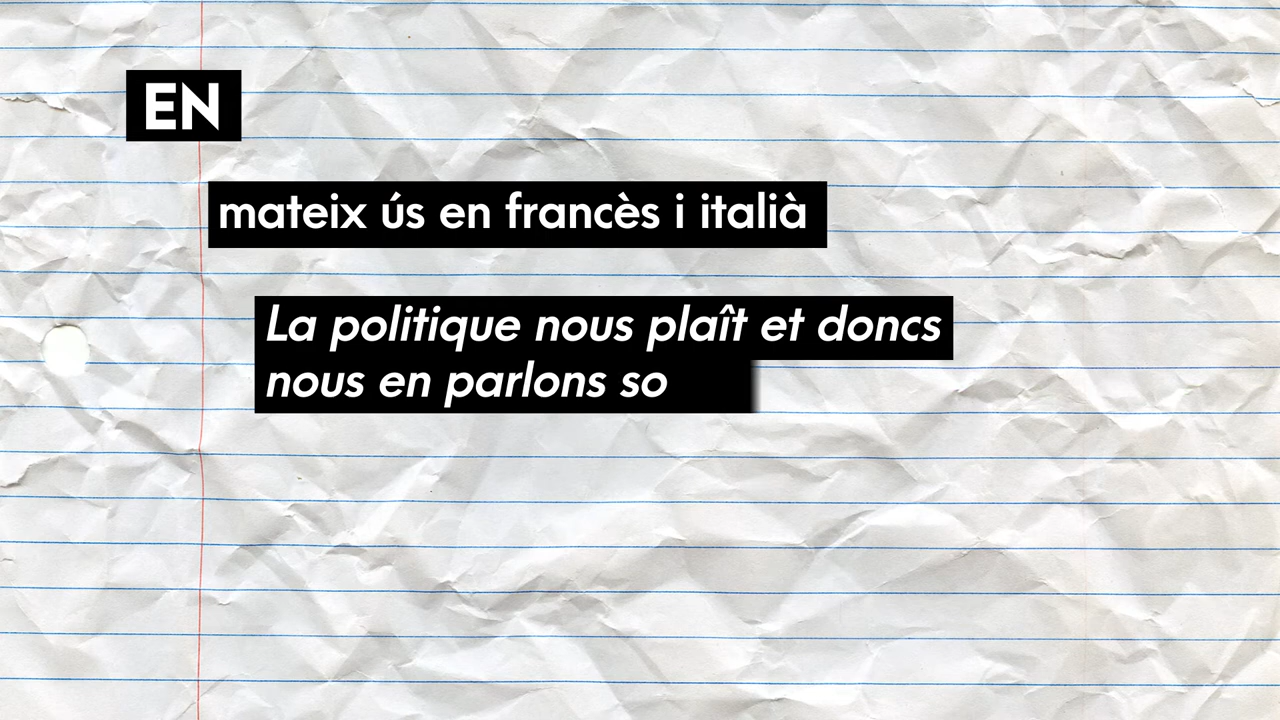 EN
mateix ús en francès i italià
La politique nous plaît et doncs
nous en parlons so